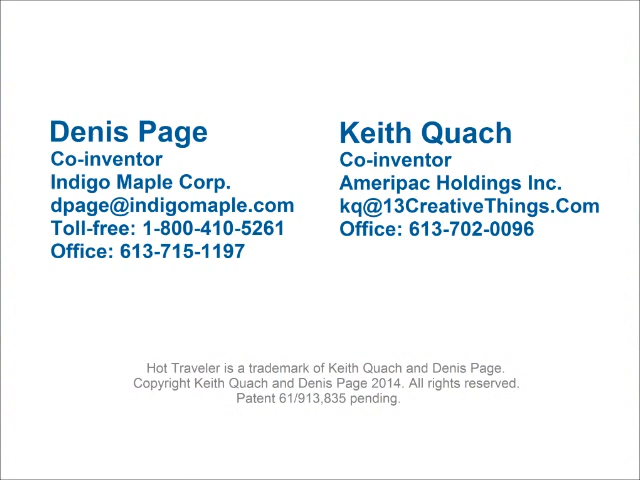 Denis Page
Co-inventor
Indigo Maple Corp.
dpage@indigomaple.com
Toll-free: 1-800-410-5261
Office: 613-715-1197
Keith Quach
Co-inventor
Ameripac Holdings Inc.
kq@13CreativeThings.Com
Office: 613-702-0096
Hot Traveler is a trademark of Keith Quach and Denis Page.
Copyright Keith Quach and Denis Page 2014. All rights reserved.
Patent 61/913,835 pending.